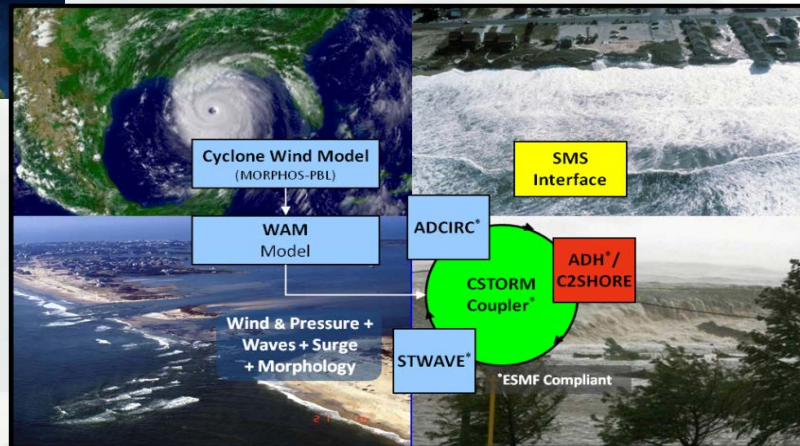 Cyclone Wind Model
(MORPHOS-PBL)
WAM
Model
SMS
Interface
ADCIRC*
ADH*/
C2SHORE
CSTORM
Coupler*
STWAVE*
Wind & Pressure +
Waves + Surge
+ Morphology
*ESMF Compliant